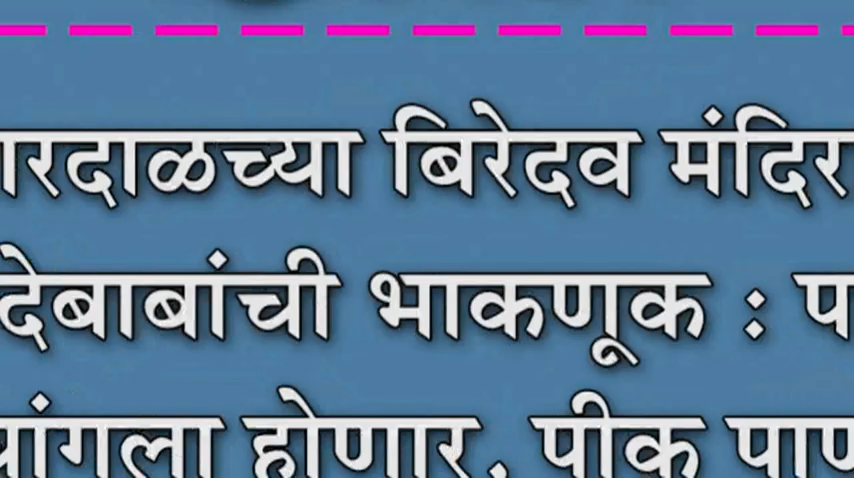 ारदाळच्या बिरेदव मंदिर
देबाबांची भाकणूक : प
ांगला होणार. पीक पाण